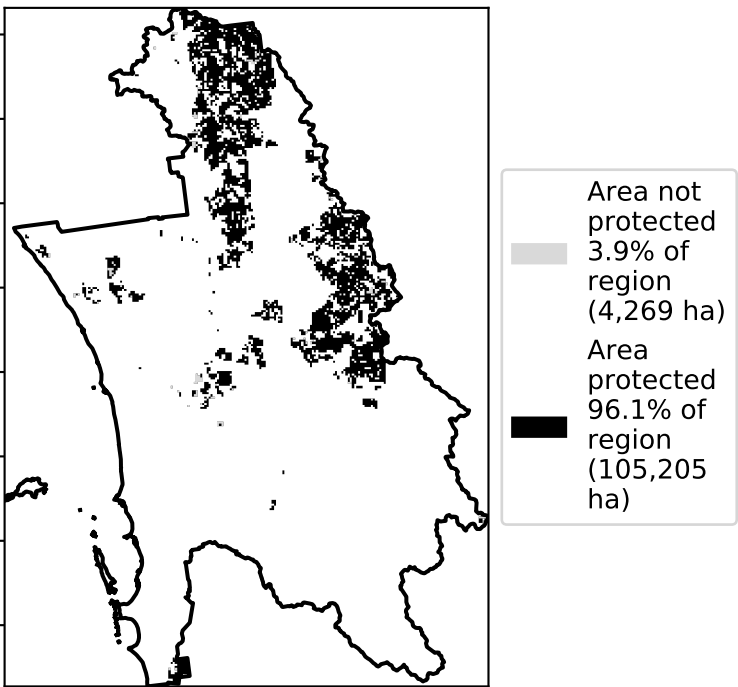 Area not
protected
3.9% of
region
(4,269 ha)
Area
protected
96.1% of
region
(105,205
ha)